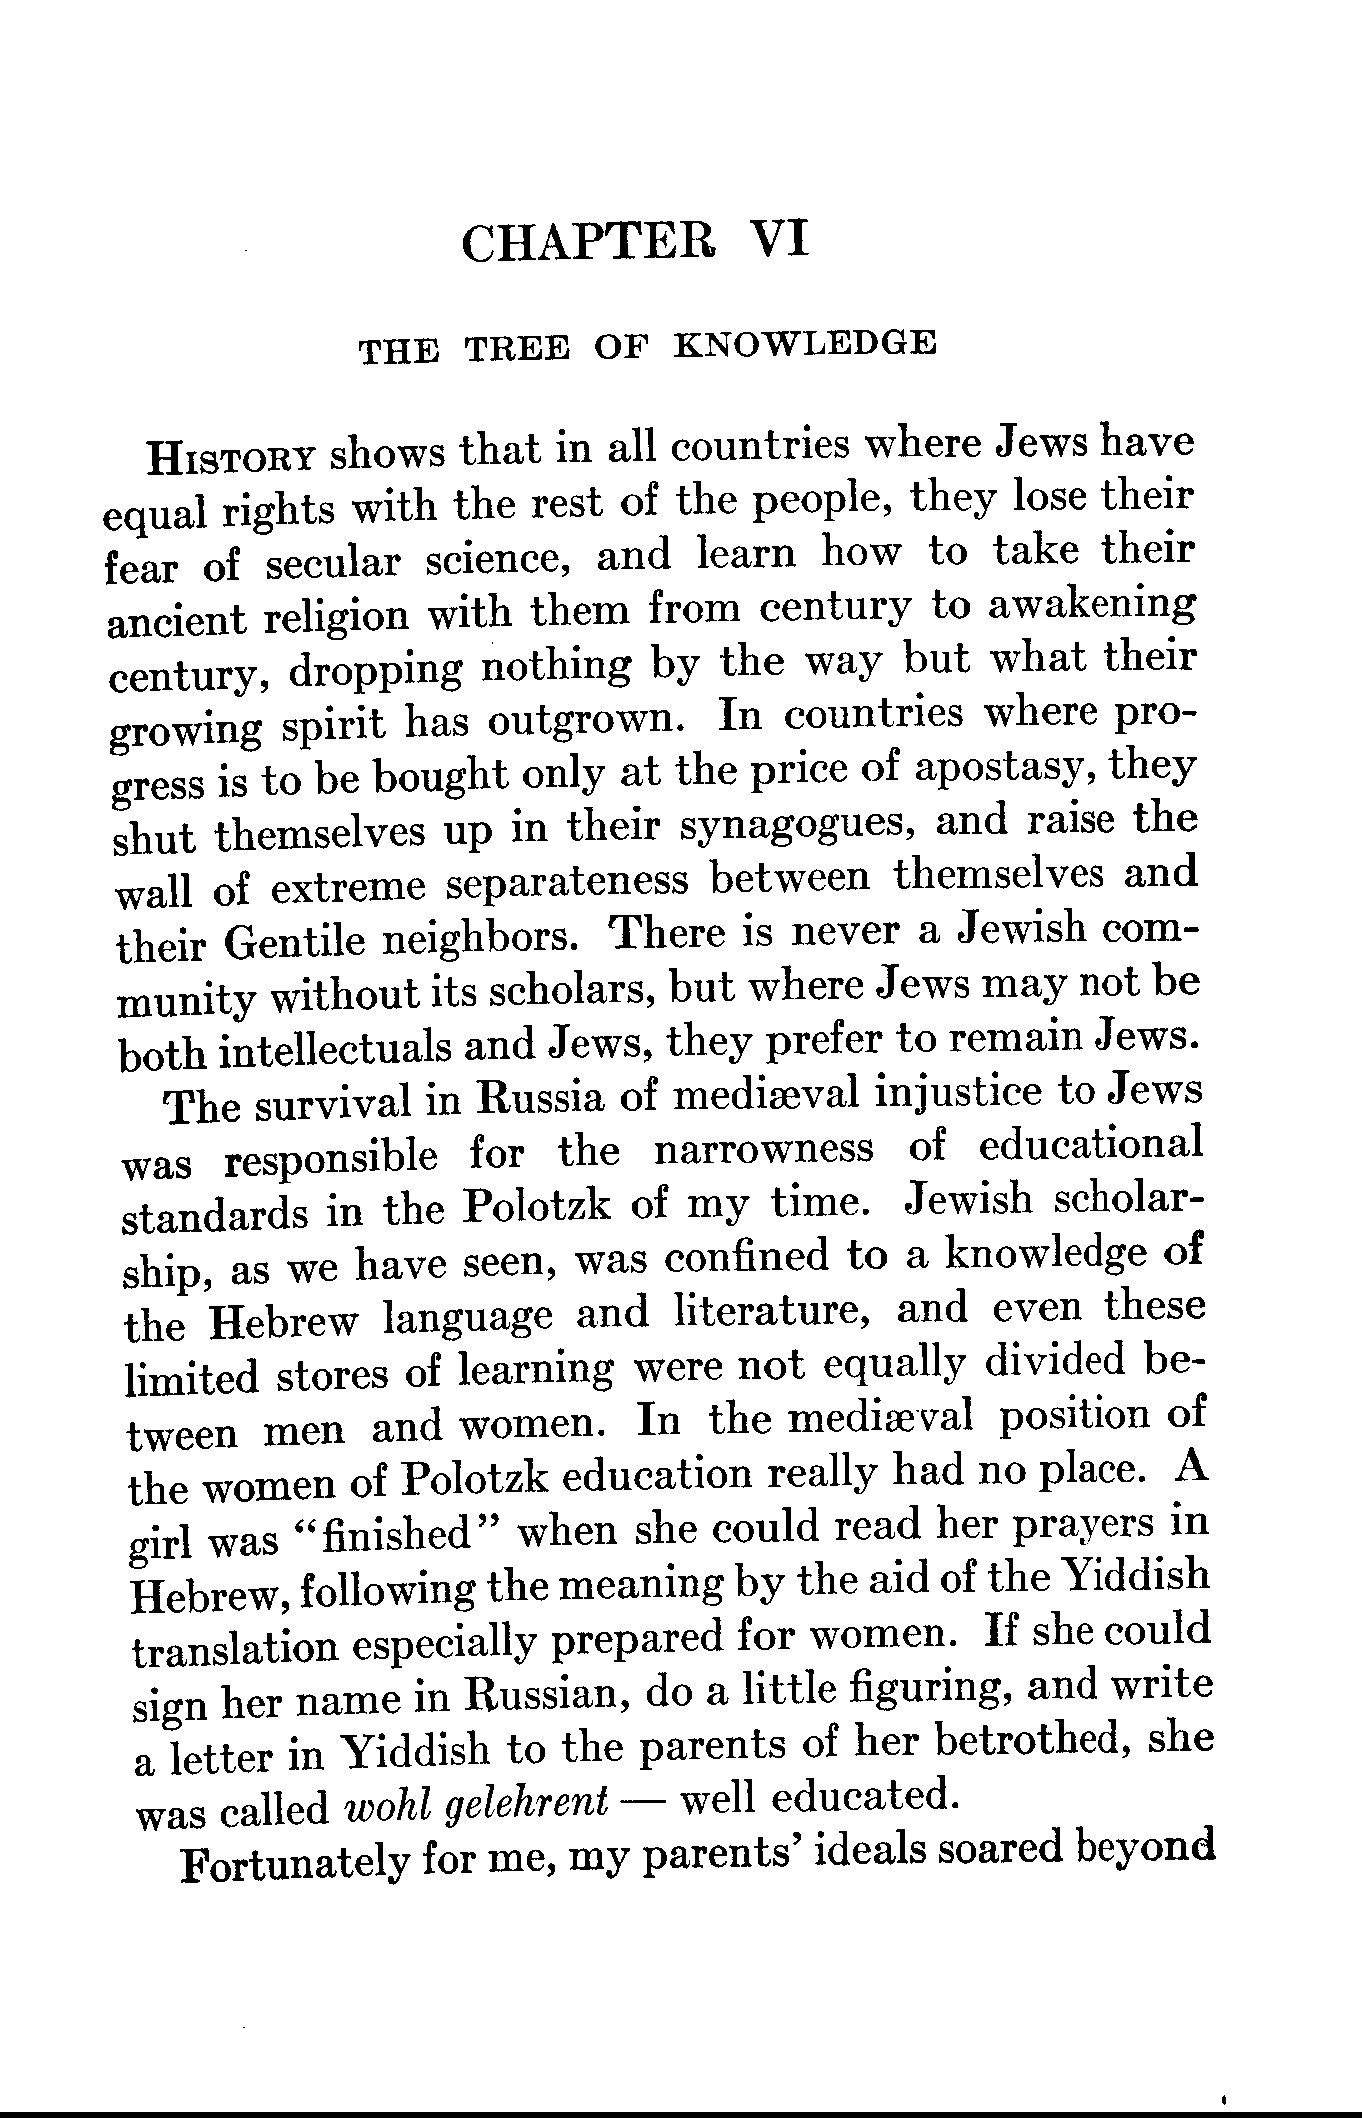 CHAPTER VI
THE TREE OF KNOWLEDGE
HISTORY shows that in all countries where Jews have
equal rights with the rest of the people, they lose their
fear of secular science, and learn how to take their
ancient religion with them from century to awakening
century, dropping nothing by the way but what their
growing spirit has outgrown. In countries where pro-
gress is to be bought only at the price of apostasy, they
shut themselves up in their synagogues, and raise the
wall of extreme separateness between themselves and
their Gentile neighbors. There is never a Jewish com-
munity without its scholars, but where Jews may not be
both intellectuals and Jews, they prefer to remain Jews.
The survival in Russia of mediæval injustice to Jews
was responsible for the narrowness of educational
standards in the Polotzk of my time. Jewish scholar-
ship, as we have seen, was confined to a knowledge of
the Hebrew language and literature, and even these
limited stores of learning were not equally divided be-
tween men and women. In the mediæval position of
the women of Polotzk education really had no place. A
girl was "finished" when she could read her prayers in
Hebrew, following the meaning by the aid of the Yiddish
translation especially prepared for women. If she could
sign her name in Russian, do a little figuring, and write
a letter in Yiddish to the parents of her betrothed, she
was called wohl gelehrent — well educated.
Fortunately for me, my parents' ideals soared beyond